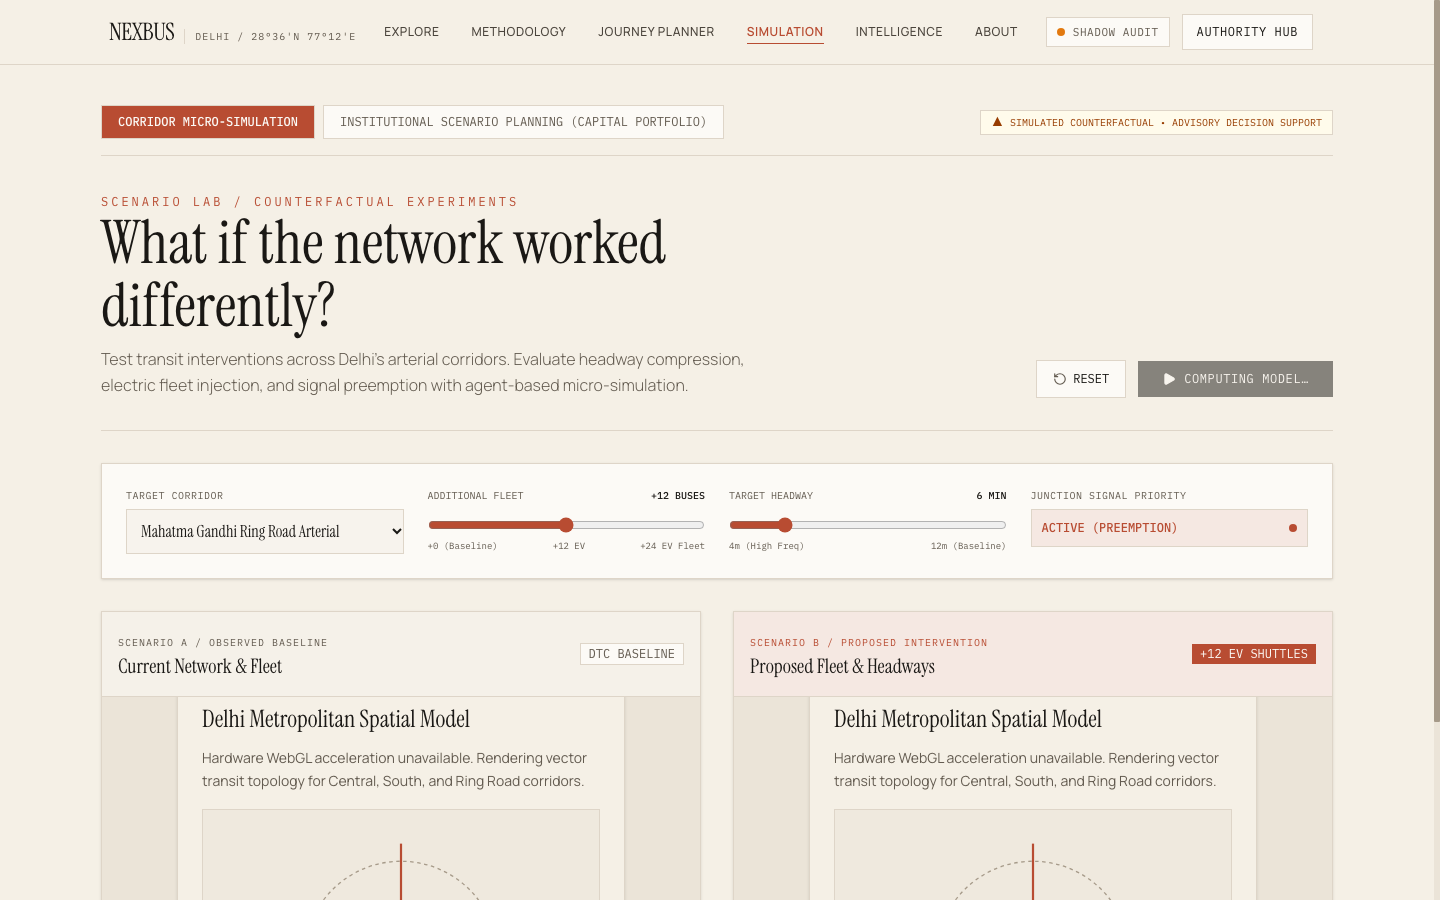 NEXBUS
DELHI / 28°36'N 77°12'E
EXPLORE
METHODOLOGY
JOURNEY PLANNER
SIMULATION
INTELLIGENCE
ABOUT
SHADOW AUDIT
AUTHORITY HUB
CORRIDOR MICRO-SIMULATION
INSTITUTIONAL SCENARIO PLANNING (CAPITAL PORTFOLIO)
▲ SIMULATED COUNTERFACTUAL • ADVISORY DECISION SUPPORT
SCENARIO LAB / COUNTERFACTUAL EXPERIMENTS
What if the network worked
differently?
Test transit interventions across Delhi's arterial corridors. Evaluate headway compression,
electric fleet injection, and signal preemption with agent-based micro-simulation.
RESET
COMPUTING MODEL…
TARGET CORRIDOR
Mahatma Gandhi Ring Road Arterial
ADDITIONAL FLEET
+12 BUSES
+0 (Baseline)
+12 EV
+24 EV Fleet
TARGET HEADWAY
6 MIN
4m (High Freq)
12m (Baseline)
JUNCTION SIGNAL PRIORITY
ACTIVE (PREEMPTION)
SCENARIO A / OBSERVED BASELINE
Current Network & Fleet
DTC BASELINE
Delhi Metropolitan Spatial Model
Hardware WebGL acceleration unavailable. Rendering vector
transit topology for Central, South, and Ring Road corridors.
SCENARIO B / PROPOSED INTERVENTION
Proposed Fleet & Headways
+12 EV SHUTTLES
Delhi Metropolitan Spatial Model
Hardware WebGL acceleration unavailable. Rendering vector
transit topology for Central, South, and Ring Road corridors.